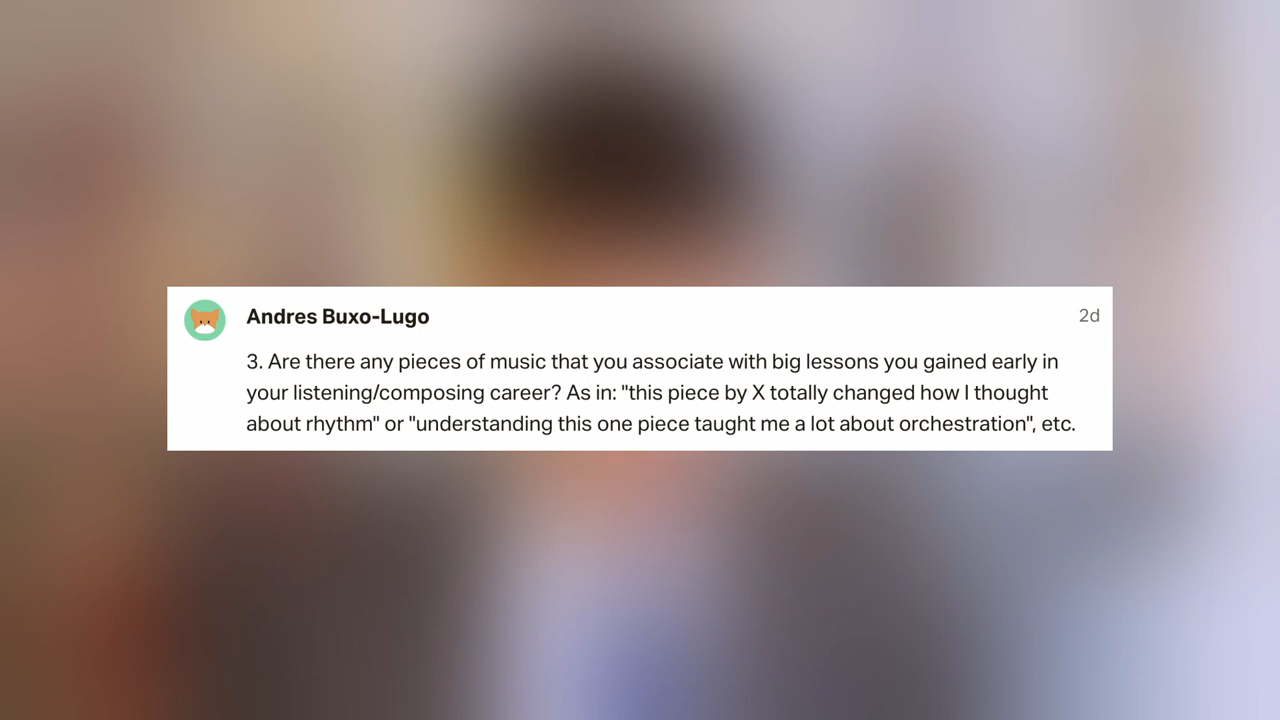 Andres Buxo-Lugo
2d
3. Are there any pieces of music that you associate with big lessons you gained early in
your listening/composing career? As in: "this piece by X totally changed how I thought
about rhythm" or "understanding this one piece taught me a lot about orchestration", etc.